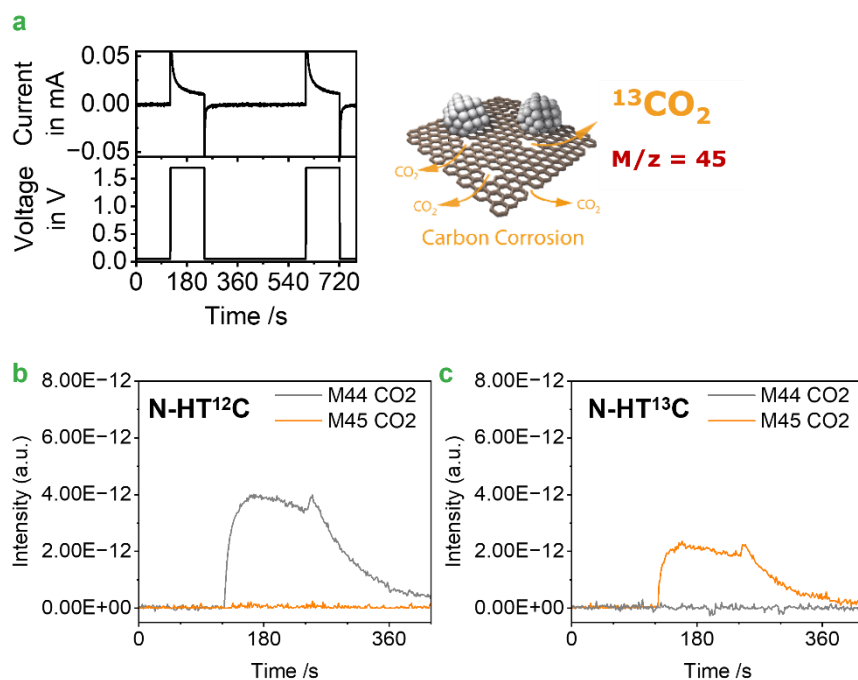 a
Current
in mA
0.05
0.00
−0.05
Voltage
in V
1.5
1.0
0.5
0.0
0 180 360 540 720
Time /s
CO₂
CO₂
CO₂
Carbon Corrosion
¹³CO₂
M/z = 45
b
8.00E−12
6.00E−12
4.00E−12
2.00E−12
0.00E+00
Intensity (a.u.)
N-HT¹²C
M44 CO2
M45 CO2
0 180 360
Time /s
c
8.00E−12
6.00E−12
4.00E−12
2.00E−12
0.00E+00
Intensity (a.u.)
N-HT¹³C
M44 CO2
M45 CO2
0 180 360
Time /s